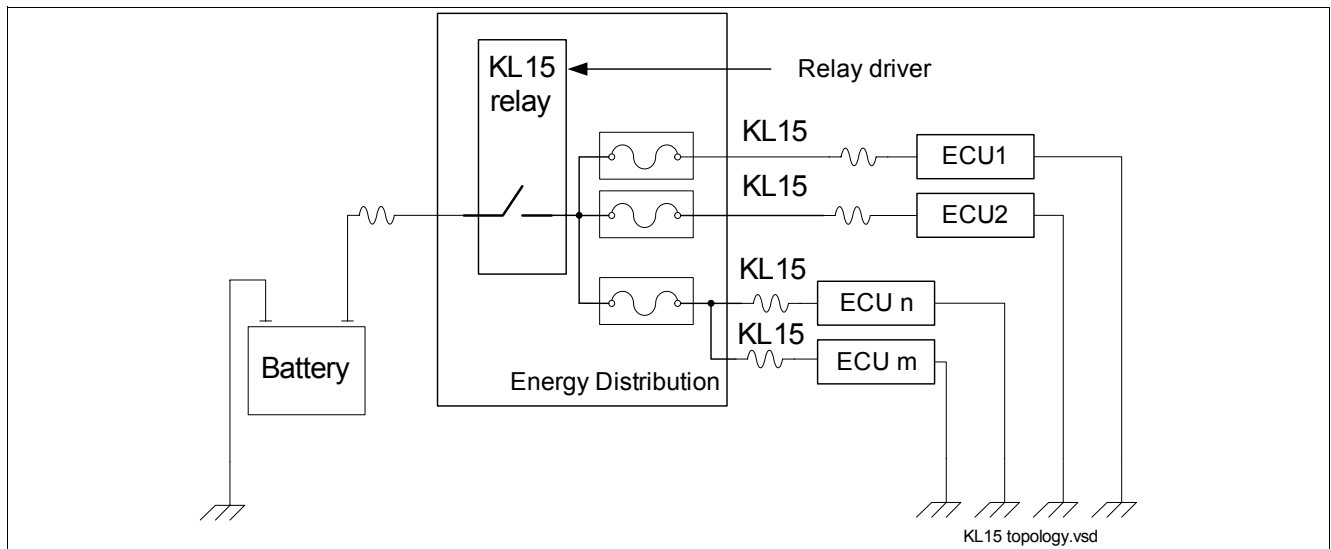 KL15
relay
Relay driver
KL15
ECU1
KL15
ECU2
KL15
ECU n
KL15
ECU m
Battery
Energy Distribution
KL15 topology.vsd